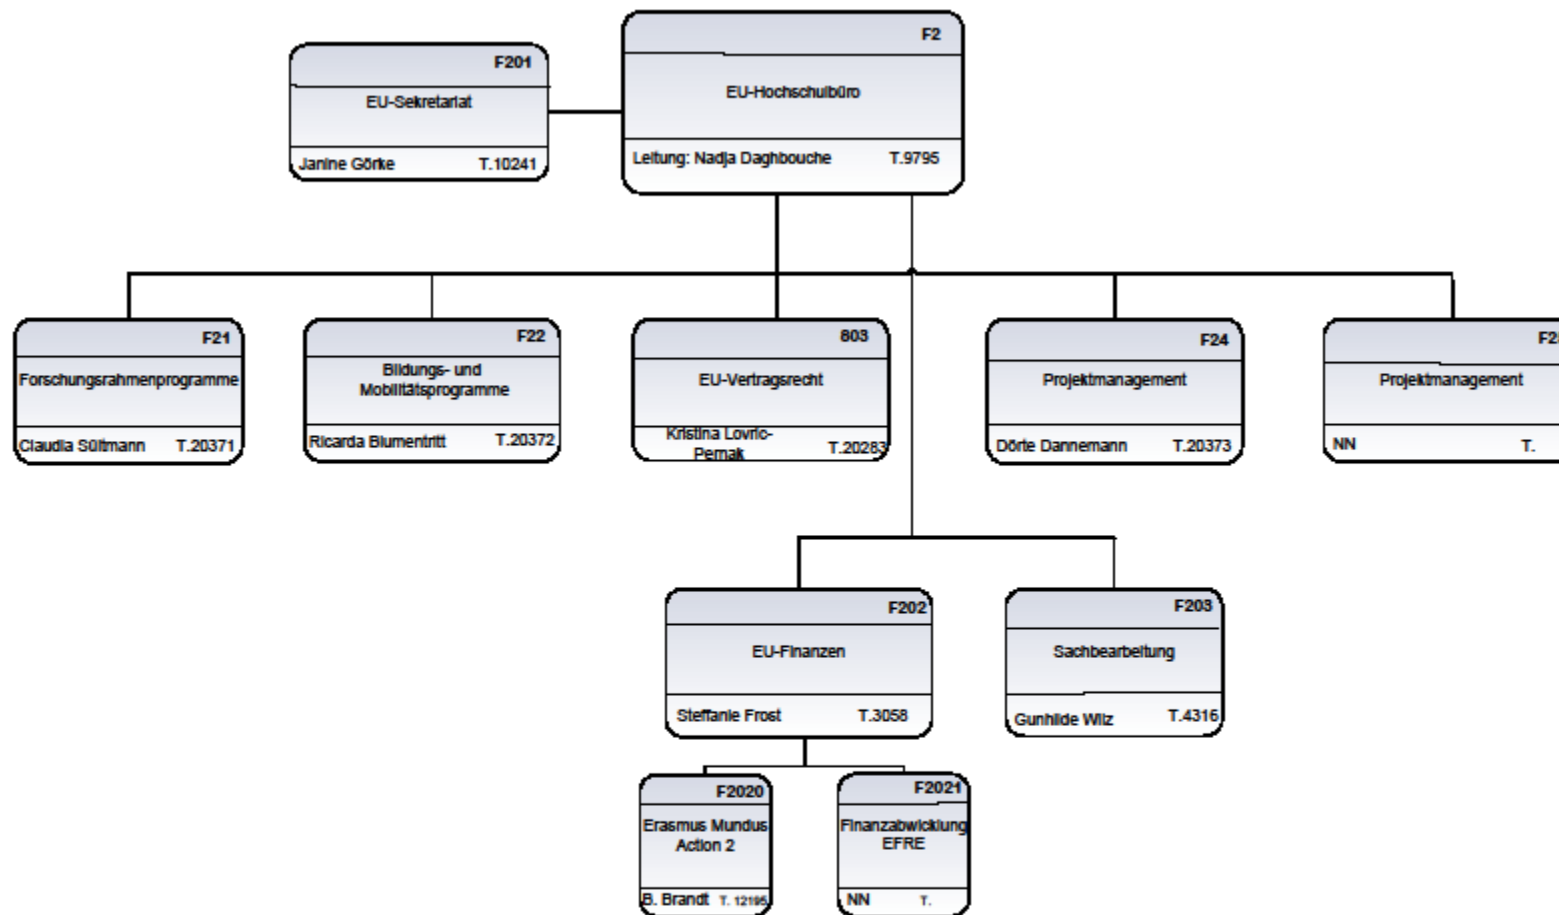 F201
EU-Sekretariat
Janine Görke T.10241
F2
EU-Hochschulbüro
Leitung: Nadja Daghbouche T.9795
F21
Forschungsrahmenprogramme
Claudia Sültmann T.20371
F22
Bildungs- und
Mobilitätsprogramme
Ricarda Blumentritt T.20372
803
EU-Vertragsrecht
Kristina Lovric-
Pernak T.20283
F24
Projektmanagement
Dörte Dannemann T.20373
Projektmanagement
NN T.
F202
EU-Finanzen
Steffanie Frost T.3058
F203
Sachbearbeitung
Gunhilde Wilz T.4316
F2020
Erasmus Mundus
Action 2
B. Brandt T. 12195
F2021
Finanzabwicklung
EFRE
NN T.